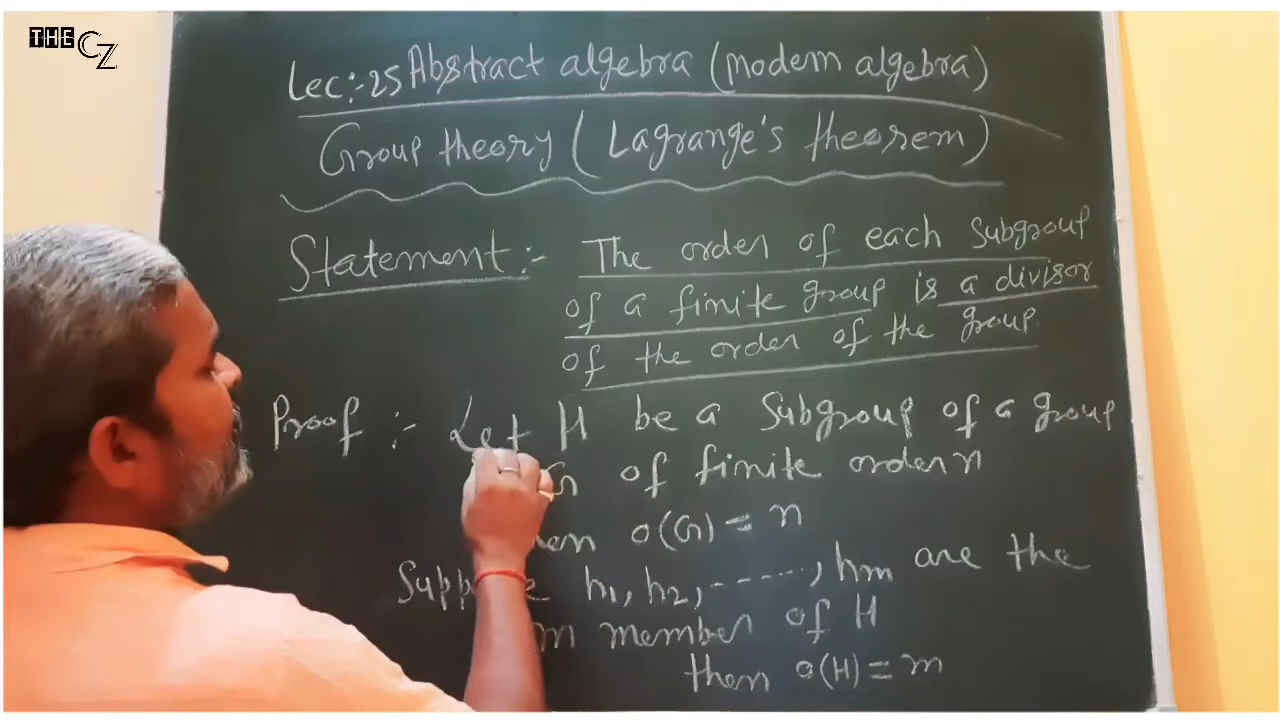 THE CZ
Lec:-25 Abstract algebra (modern algebra)
Group theory (Lagrange's theorem)
Statement :- The order of each subgroup
of a finite group is a divisor
of the order of the group.
Proof :- Let H be a subgroup of a group
of finite order n
o(G) = n
h1, h2, ------, hm are the
m member of H
then o(H) = m